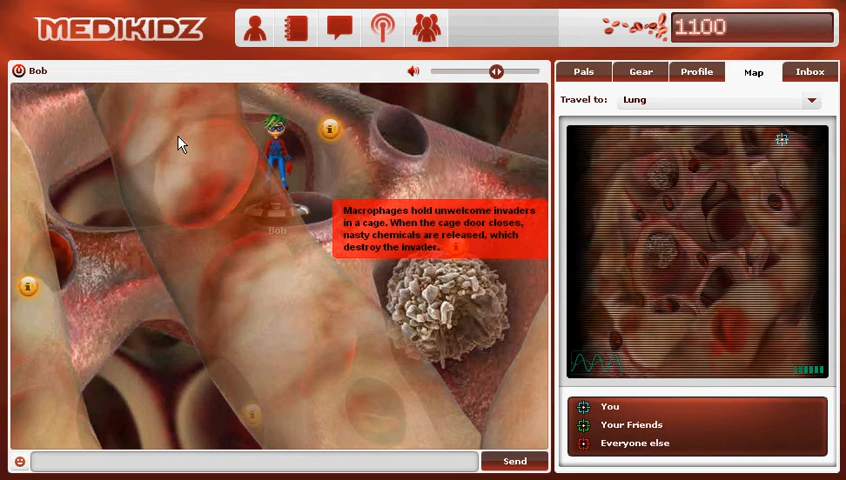 MEDIKIDZ
1100
Bob
Pals
Gear
Profile
Map
Inbox
Travel to:
Lung
Macrophages hold unwelcome invaders
in a cage. When the cage door closes,
nasty chemicals are released, which
destroy the invader.
Bob
You
Your Friends
Everyone else
Send